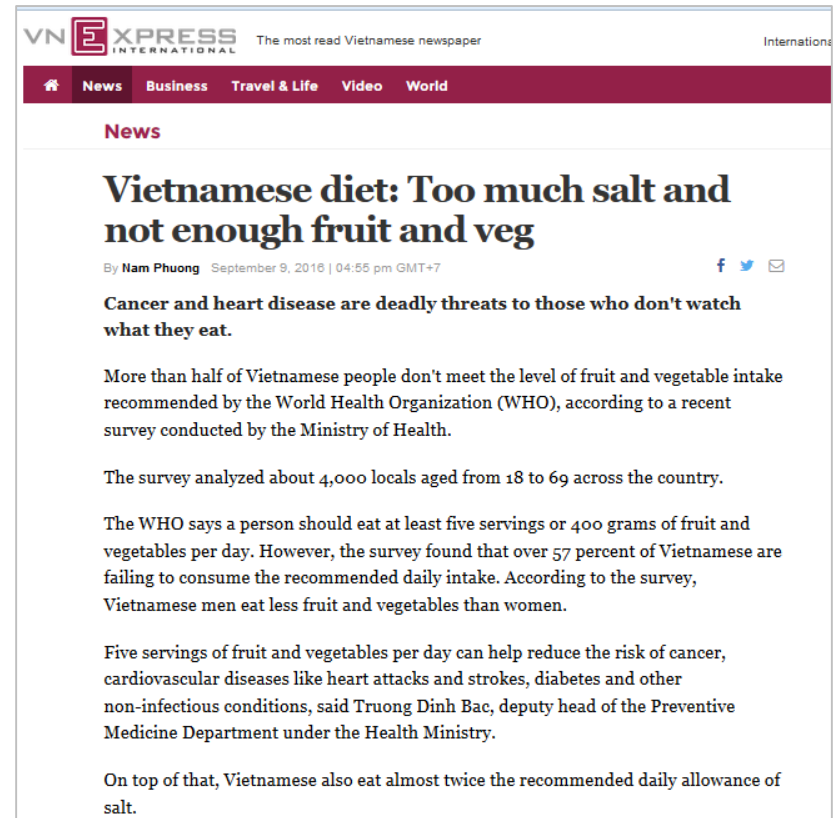 VN EXPRESS
INTERNATIONAL
The most read Vietnamese newspaper
Internationa
News Business Travel & Life Video World
News
Vietnamese diet: Too much salt and
not enough fruit and veg
By Nam Phuong September 9, 2016 | 04:55 pm GMT+7
Cancer and heart disease are deadly threats to those who don't watch
what they eat.
More than half of Vietnamese people don't meet the level of fruit and vegetable intake
recommended by the World Health Organization (WHO), according to a recent
survey conducted by the Ministry of Health.
The survey analyzed about 4,000 locals aged from 18 to 69 across the country.
The WHO says a person should eat at least five servings or 400 grams of fruit and
vegetables per day. However, the survey found that over 57 percent of Vietnamese are
failing to consume the recommended daily intake. According to the survey,
Vietnamese men eat less fruit and vegetables than women.
Five servings of fruit and vegetables per day can help reduce the risk of cancer,
cardiovascular diseases like heart attacks and strokes, diabetes and other
non-infectious conditions, said Truong Dinh Bac, deputy head of the Preventive
Medicine Department under the Health Ministry.
On top of that, Vietnamese also eat almost twice the recommended daily allowance of
salt.